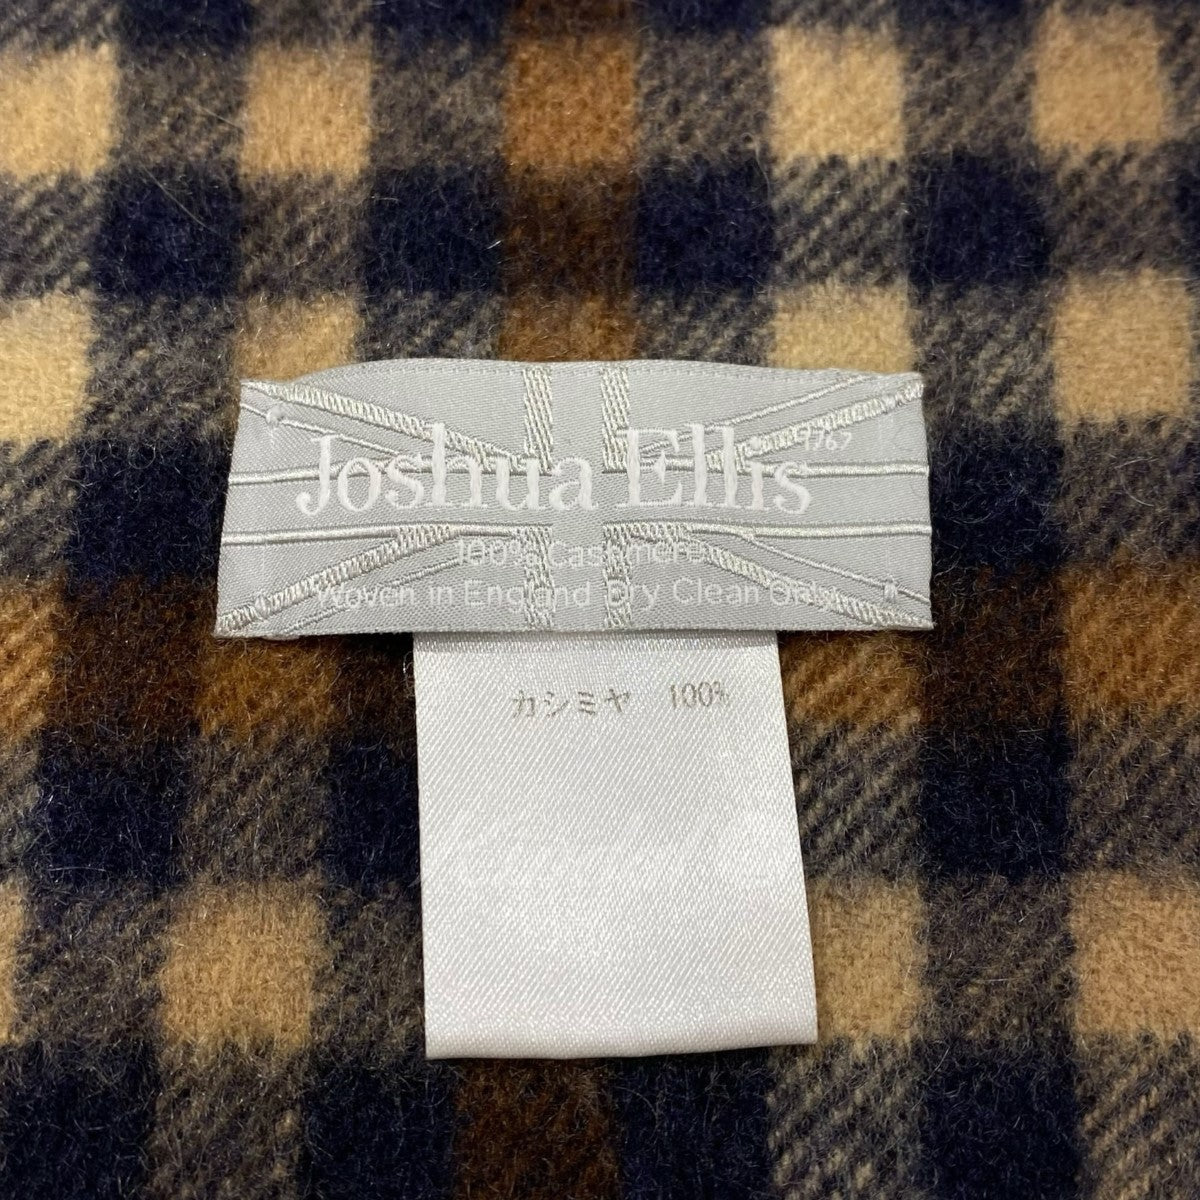 Joshua Ellis 1767
100% Cashmere
Woven in England Dry Clean Only
カシミヤ 100%